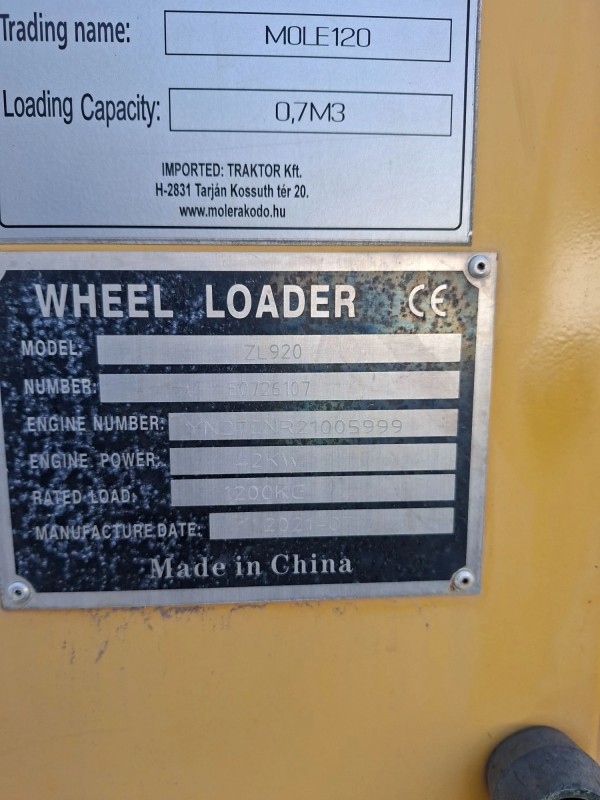 Trading name: MOLE120
Loading Capacity: 0,7M3
IMPORTED: TRAKTOR Kft.
H-2831 Tarján Kossuth tér 20.
www.molerakodo.hu
WHEEL LOADER CE
MODEL: ZL920
NUMBER:
ENGINE NUMBER:
ENGINE POWER:
RATED LOAD: 1200KG
MANUFACTURE DATE:
Made in China